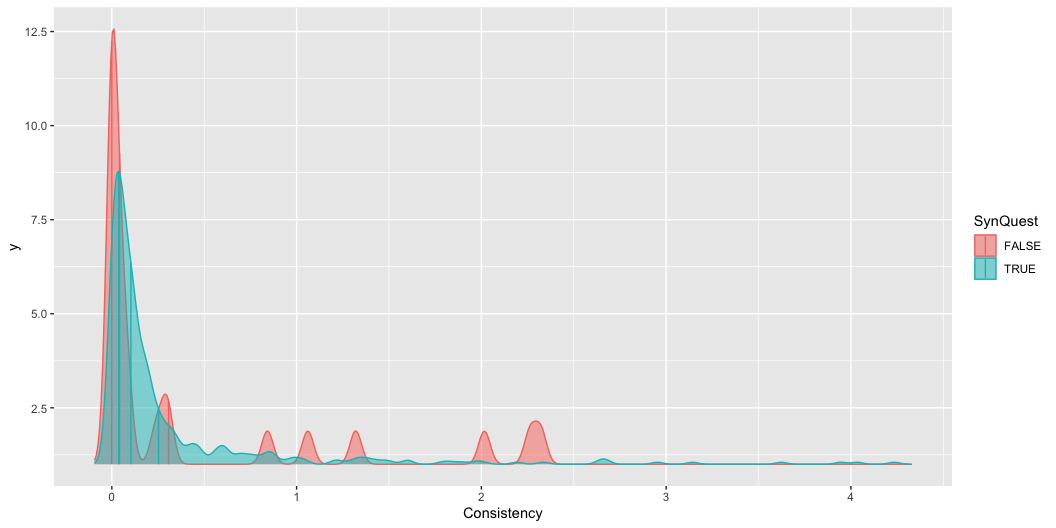 12.5
10.0
7.5
5.0
2.5
y
0 1 2 3 4
Consistency
SynQuest
FALSE
TRUE